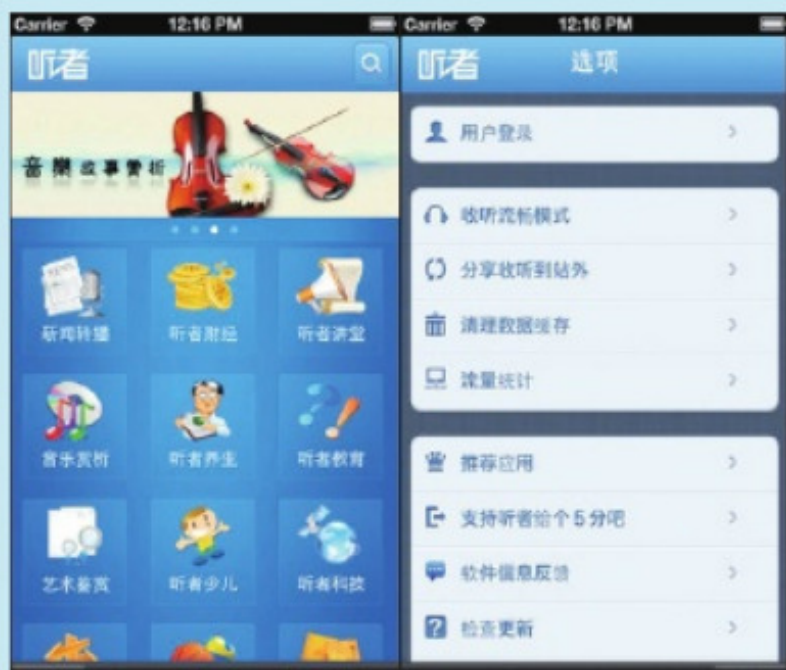 Carrier 12:16 PM
听者
音樂故事賞析
新闻转播 听者财经 听者讲堂
音乐赏析 听者养生 听者教育
艺术鉴赏 听者少儿 听者科技
Carrier 12:16 PM
听者 选项
用户登录
收听流畅模式
分享收听到站外
清理数据缓存
流量统计
推荐应用
支持听者给个5分吧
软件信息反馈
检查更新